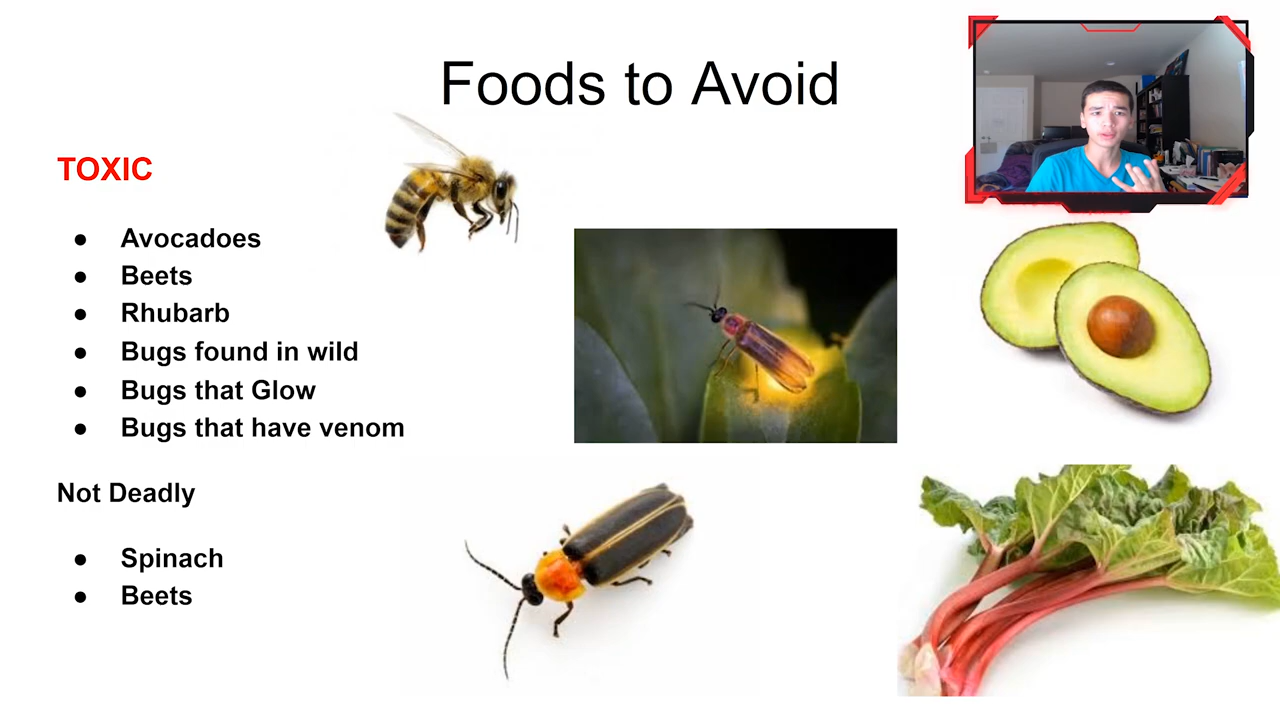 Foods to Avoid
TOXIC
● Avocadoes
● Beets
● Rhubarb
● Bugs found in wild
● Bugs that Glow
● Bugs that have venom
Not Deadly
● Spinach
● Beets